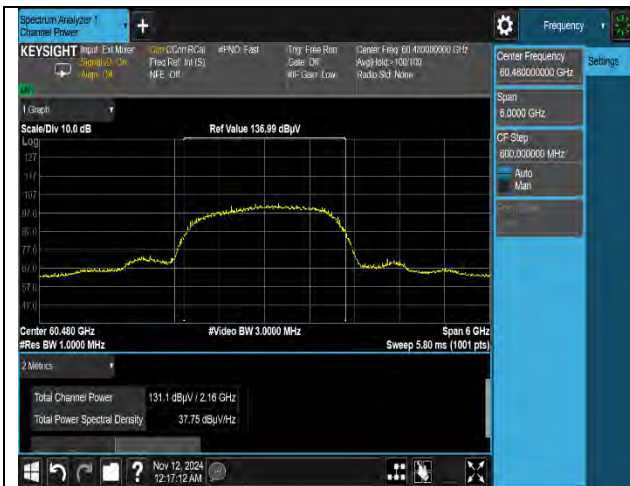 Spectrum Analyzer 1
Channel Power
+
Frequency
KEYSIGHT Input: Ext Mixer
Signal ID: On
Align: Off
Corr CCorr RCal
Freq Ref: Int (S)
NFE: Off
#PNO: Fast
Trig: Free Run
Gate: Off
#IF Gain: Low
Center Freq: 60.480000000 GHz
Avg|Hold:>100/100
Radio Std: None
Center Frequency
60.480000000 GHz
Settings
Span
6.0000 GHz
CF Step
600.000000 MHz
Auto
Man
1 Graph
Scale/Div 10.0 dB
Ref Value 136.99 dBµV
Log
127
117
107
97.0
87.0
77.0
67.0
57.0
47.0
Center 60.480 GHz
#Video BW 3.0000 MHz
Span 6 GHz
#Res BW 1.0000 MHz
Sweep 5.80 ms (1001 pts)
2 Metrics
Total Channel Power 131.1 dBµV / 2.16 GHz
Total Power Spectral Density 37.75 dBµV/Hz
?
Nov 12, 2024
12:17:12 AM